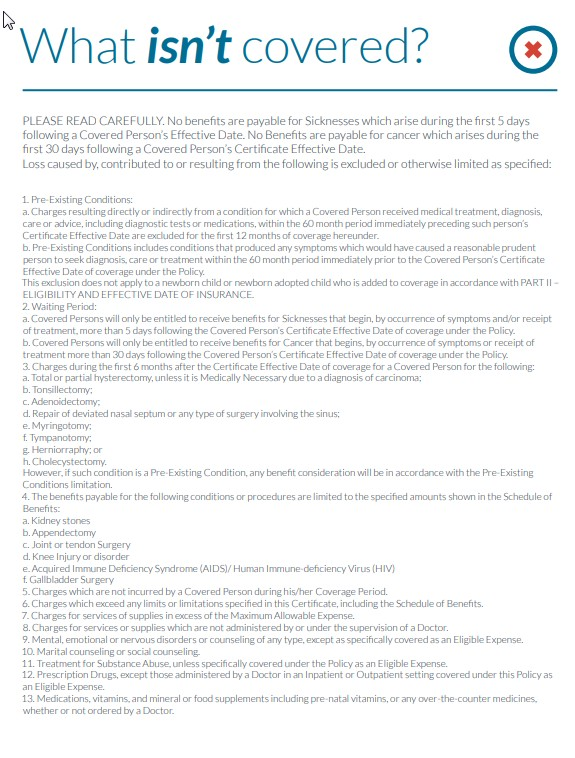 What isn't covered?
PLEASE READ CAREFULLY. No benefits are payable for Sicknesses which arise during the first 5 days
following a Covered Person's Effective Date. No Benefits are payable for cancer which arises during the
first 30 days following a Covered Person's Certificate Effective Date.
Loss caused by, contributed to or resulting from the following is excluded or otherwise limited as specified:
1. Pre-Existing Conditions:
a. Charges resulting directly or indirectly from a condition for which a Covered Person received medical treatment, diagnosis,
care or advice, including diagnostic tests or medications, within the 60 month period immediately preceding such person's
Certificate Effective Date are excluded for the first 12 months of coverage hereunder.
b. Pre-Existing Conditions includes conditions that produced any symptoms which would have caused a reasonable prudent
person to seek diagnosis, care or treatment within the 60 month period immediately prior to the Covered Person's Certificate
Effective Date of coverage under the Policy.
This exclusion does not apply to a newborn child or newborn adopted child who is added to coverage in accordance with PART II –
ELIGIBILITY AND EFFECTIVE DATE OF INSURANCE.
2. Waiting Period:
a. Covered Persons will only be entitled to receive benefits for Sicknesses that begin, by occurrence of symptoms and/or receipt
of treatment, more than 5 days following the Covered Person's Certificate Effective Date of coverage under the Policy.
b. Covered Persons will only be entitled to receive benefits for Cancer that begins, by occurrence of symptoms or receipt of
treatment more than 30 days following the Covered Person's Certificate Effective Date of coverage under the Policy.
3. Charges during the first 6 months after the Certificate Effective Date of coverage for a Covered Person for the following:
a. Total or partial hysterectomy, unless it is Medically Necessary due to a diagnosis of carcinoma;
b. Tonsillectomy;
c. Adenoidectomy;
d. Repair of deviated nasal septum or any type of surgery involving the sinus;
e. Myringotomy;
f. Tympanotomy;
g. Herniorraphy; or
h. Cholecystectomy.
However, if such condition is a Pre-Existing Condition, any benefit consideration will be in accordance with the Pre-Existing
Conditions limitation.
4. The benefits payable for the following conditions or procedures are limited to the specified amounts shown in the Schedule of
Benefits:
a. Kidney stones
b. Appendectomy
c. Joint or tendon Surgery
d. Knee Injury or disorder
e. Acquired Immune Deficiency Syndrome (AIDS)/ Human Immune-deficiency Virus (HIV)
f. Gallbladder Surgery
5. Charges which are not incurred by a Covered Person during his/her Coverage Period.
6. Charges which exceed any limits or limitations specified in this Certificate, including the Schedule of Benefits.
7. Charges for services of supplies in excess of the Maximum Allowable Expense.
8. Charges for services or supplies which are not administered by or under the supervision of a Doctor.
9. Mental, emotional or nervous disorders or counseling of any type, except as specifically covered as an Eligible Expense.
10. Marital counseling or social counseling.
11. Treatment for Substance Abuse, unless specifically covered under the Policy as an Eligible Expense.
12. Prescription Drugs, except those administered by a Doctor in an Inpatient or Outpatient setting covered under this Policy as
an Eligible Expense.
13. Medications, vitamins, and mineral or food supplements including pre-natal vitamins, or any over-the-counter medicines,
whether or not ordered by a Doctor.